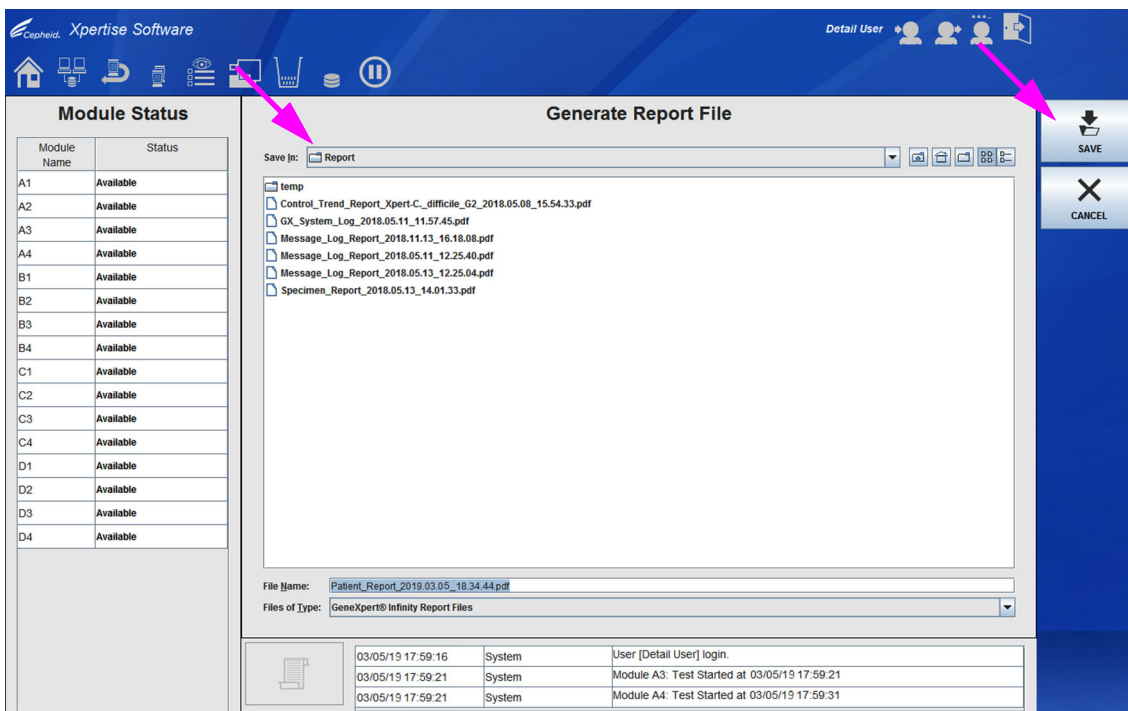 Cepheid. Xpertise Software
Detail User
Module Status
Module Name
Status
A1 Available
A2 Available
A3 Available
A4 Available
B1 Available
B2 Available
B3 Available
B4 Available
C1 Available
C2 Available
C3 Available
C4 Available
D1 Available
D2 Available
D3 Available
D4 Available
Generate Report File
Save In: Report
temp
Control_Trend_Report_Xpert-C._difficile_G2_2018.05.08_15.54.33.pdf
GX_System_Log_2018.05.11_11.57.45.pdf
Message_Log_Report_2018.11.13_16.18.08.pdf
Message_Log_Report_2018.05.11_12.25.40.pdf
Message_Log_Report_2018.05.13_12.25.04.pdf
Specimen_Report_2018.05.13_14.01.33.pdf
File Name: Patient_Report_2019.03.05_18.34.44.pdf
Files of Type: GeneXpert® Infinity Report Files
03/05/19 17:59:16 System User [Detail User] login.
03/05/19 17:59:21 System Module A3: Test Started at 03/05/19 17:59:21
03/05/19 17:59:21 System Module A4: Test Started at 03/05/19 17:59:31
SAVE
CANCEL